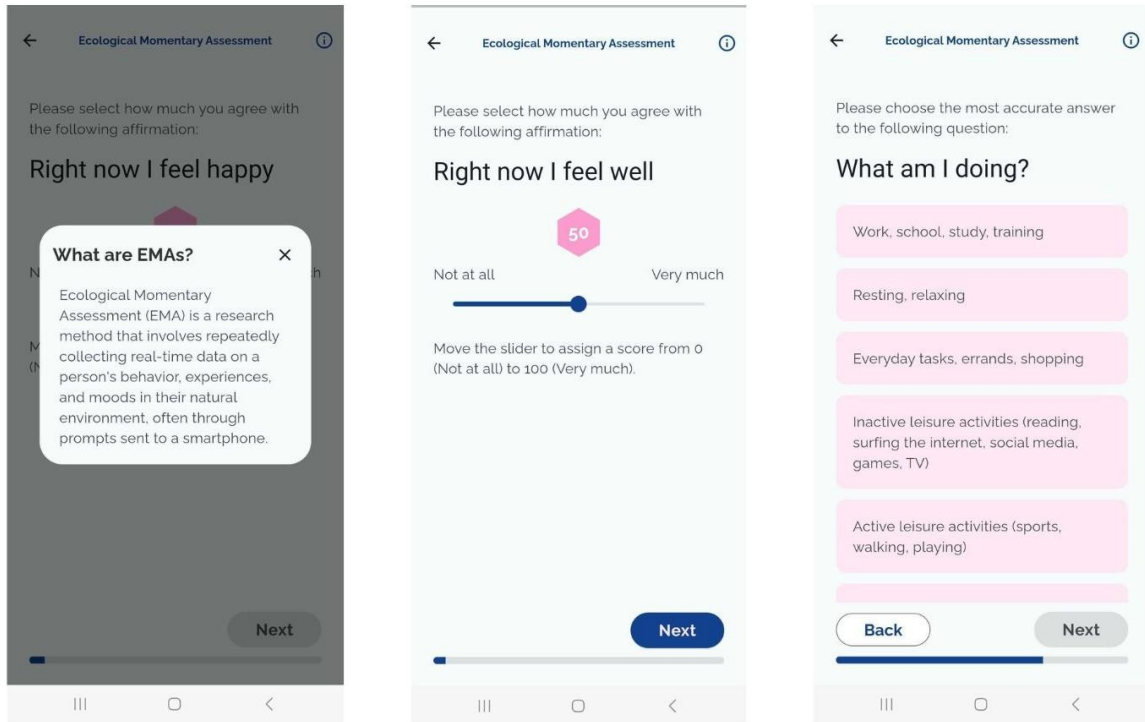 Ecological Momentary Assessment
Please select how much you agree with
the following affirmation:
Right now I feel happy
What are EMAs?
Ecological Momentary
Assessment (EMA) is a research
method that involves repeatedly
collecting real-time data on a
person's behavior, experiences,
and moods in their natural
environment, often through
prompts sent to a smartphone.
Next
Ecological Momentary Assessment
Please select how much you agree with
the following affirmation:
Right now I feel well
50
Not at all Very much
Move the slider to assign a score from 0
(Not at all) to 100 (Very much).
Next
Ecological Momentary Assessment
Please choose the most accurate answer
to the following question:
What am I doing?
Work, school, study, training
Resting, relaxing
Everyday tasks, errands, shopping
Inactive leisure activities (reading,
surfing the internet, social media,
games, TV)
Active leisure activities (sports,
walking, playing)
Back Next